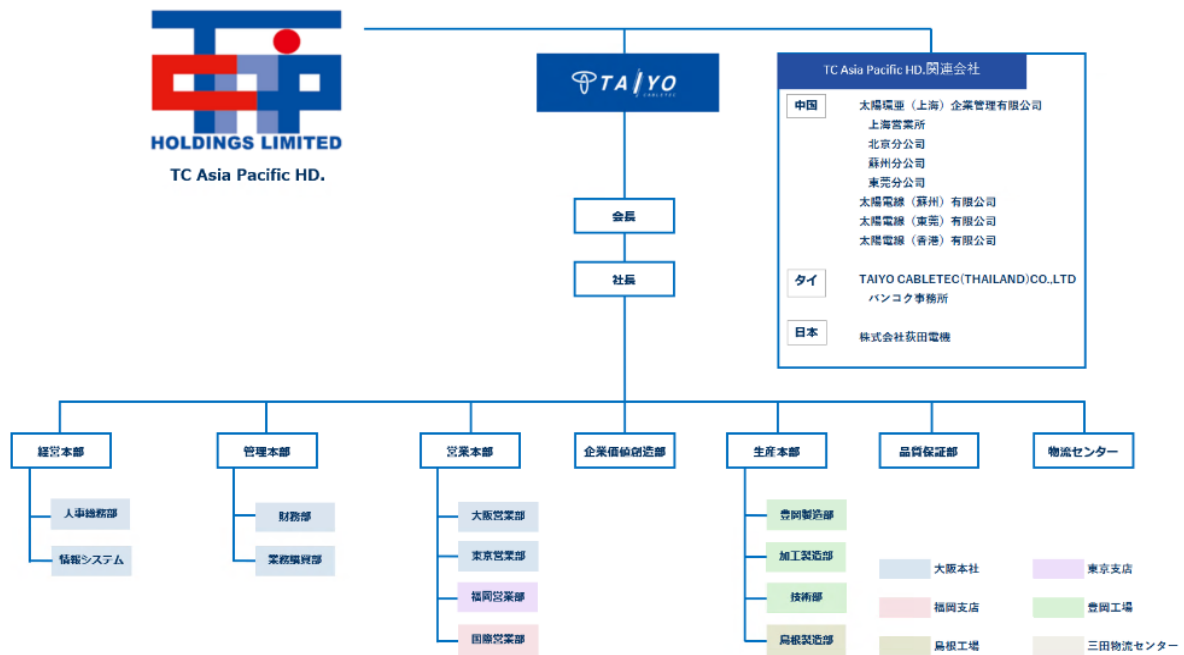 HOLDINGS LIMITED
TC Asia Pacific HD.
TAIYO
CABLETEC
TC Asia Pacific HD.関連会社
中国
太陽環亜（上海）企業管理有限公司
上海営業所
北京分公司
蘇州分公司
東莞分公司
太陽電線（蘇州）有限公司
太陽電線（東莞）有限公司
太陽電線（香港）有限公司
タイ
TAIYO CABLETEC(THAILAND)CO.,LTD
バンコク事務所
日本
株式会社荻田電機
会長
社長
経営本部
管理本部
営業本部
企業価値創造部
生産本部
品質保証部
物流センター
人事総務部
情報システム
財務部
業務購買部
大阪営業部
東京営業部
福岡営業部
国際営業部
豊岡製造部
加工製造部
技術部
島根製造部
大阪本社
東京支店
福岡支店
豊岡工場
島根工場
三田物流センター